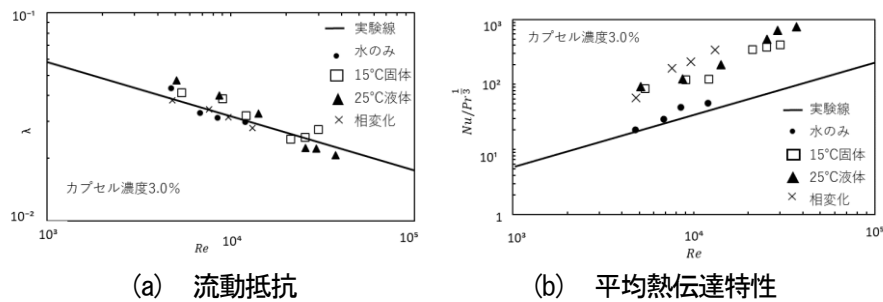 10⁻¹
λ
10⁻²
10³
10⁴
10⁵
Re
実験線
水のみ
15℃固体
25℃液体
相変化
カプセル濃度3.0%
(a) 流動抵抗
10³
10²
10¹
1
Nu/Pr^{1/3}
10³
10⁴
10⁵
Re
カプセル濃度3.0%
実験線
水のみ
15℃固体
25℃液体
相変化
(b) 平均熱伝達特性